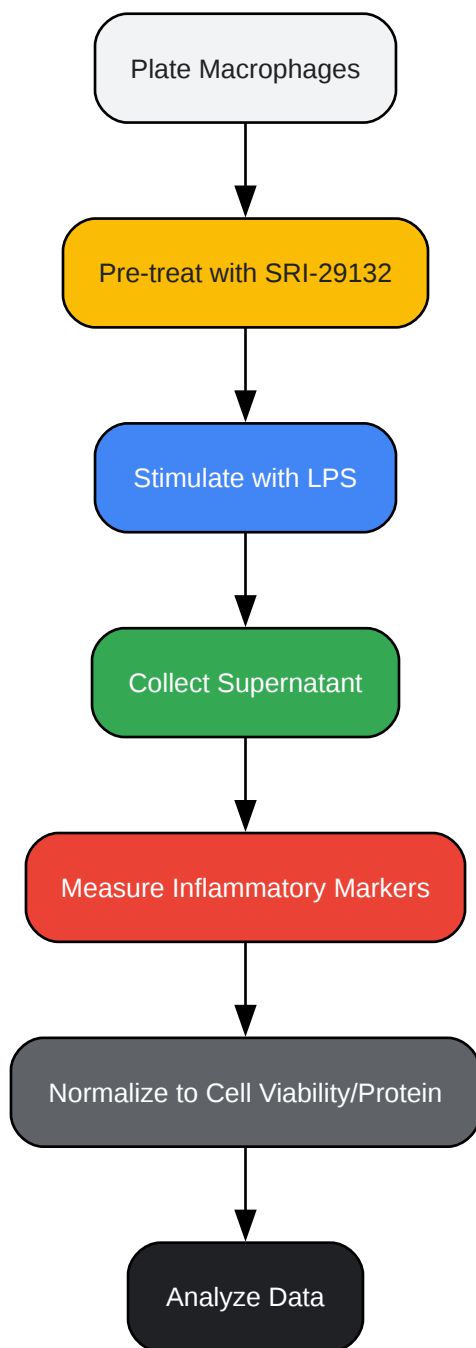 Plate Macrophages
Pre-treat with SRI-29132
Stimulate with LPS
Collect Supernatant
Measure Inflammatory Markers
Normalize to Cell Viability/Protein
Analyze Data